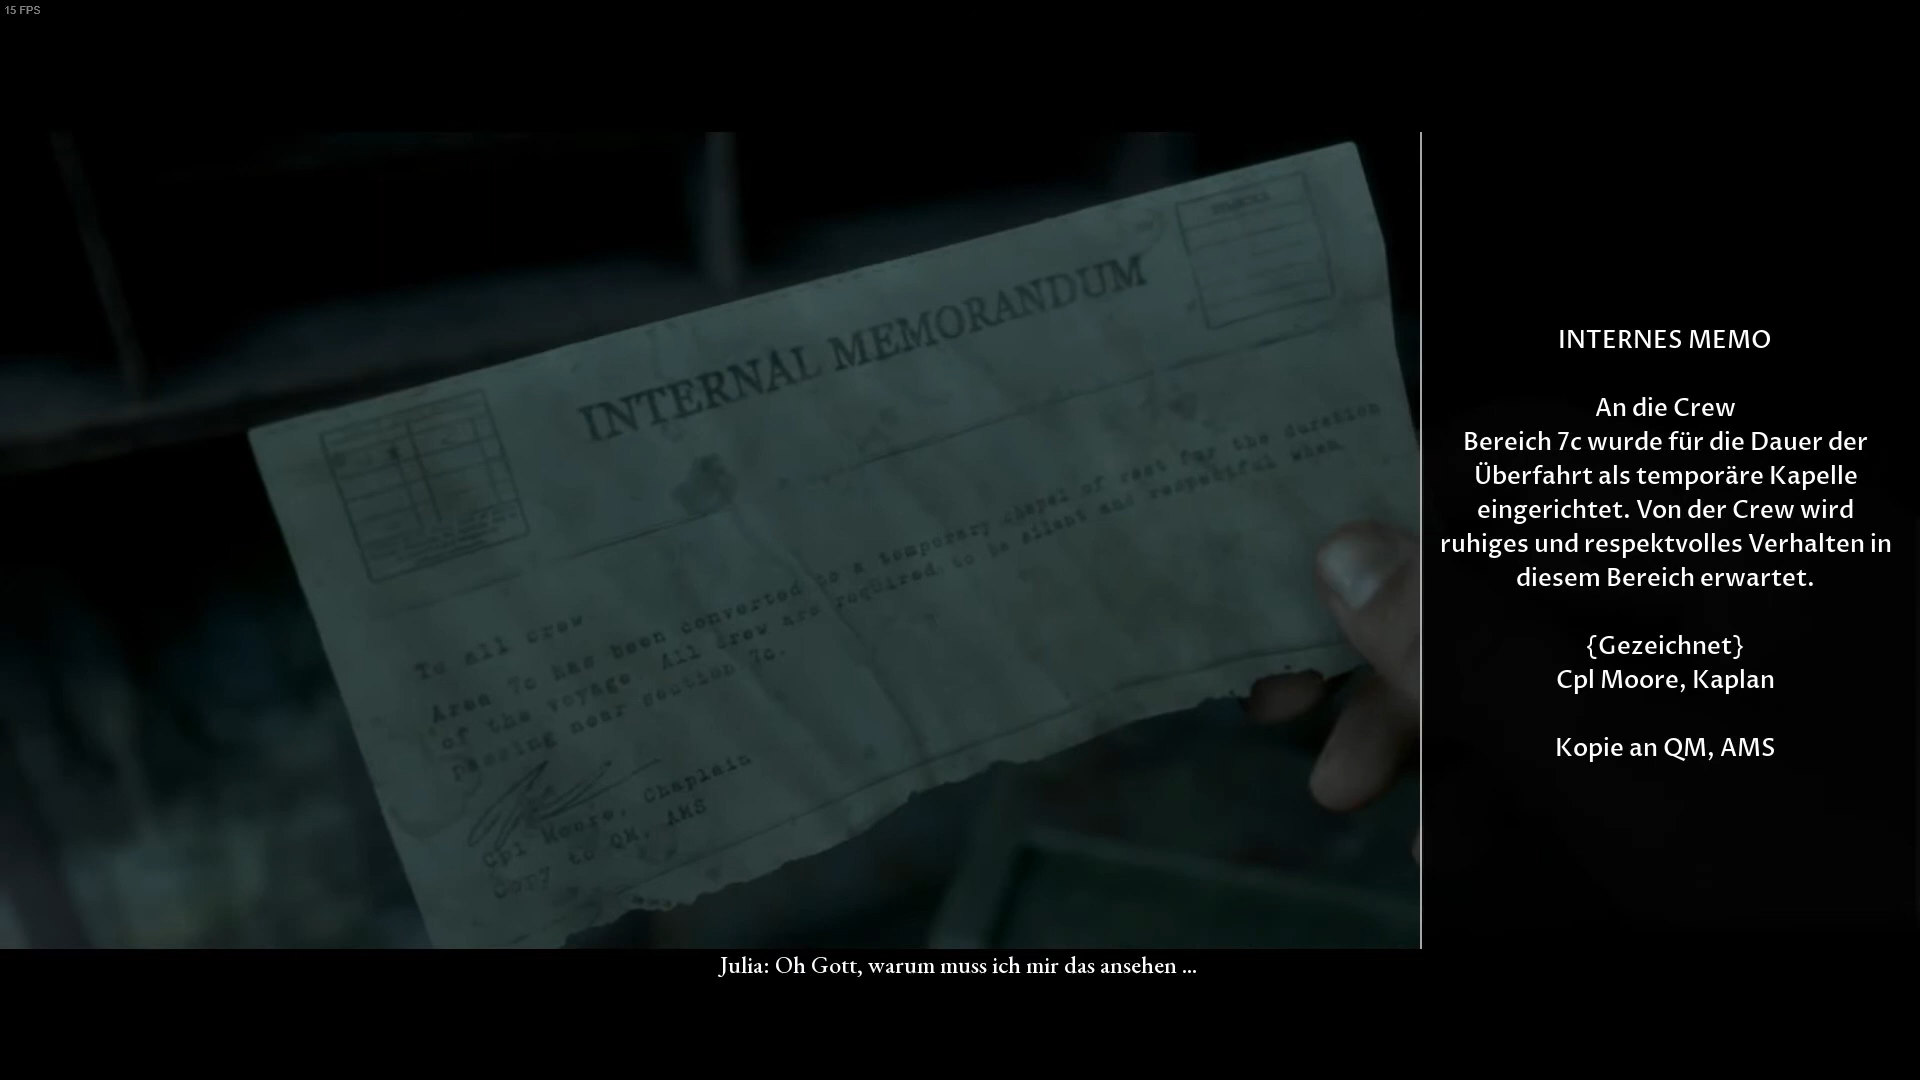 15 FPS
INTERNAL MEMORANDUM
To all crew
Area 7c has been converted to a temporary chapel of rest for the duration
of the voyage. All crew are required to be silent and respectful when
passing near section 7c.
Cpl Moore, Chaplain
Copy to QM, AMS
INTERNES MEMO
An die Crew
Bereich 7c wurde für die Dauer der
Überfahrt als temporäre Kapelle
eingerichtet. Von der Crew wird
ruhiges und respektvolles Verhalten in
diesem Bereich erwartet.
{Gezeichnet}
Cpl Moore, Kaplan
Kopie an QM, AMS
Julia: Oh Gott, warum muss ich mir das ansehen ...